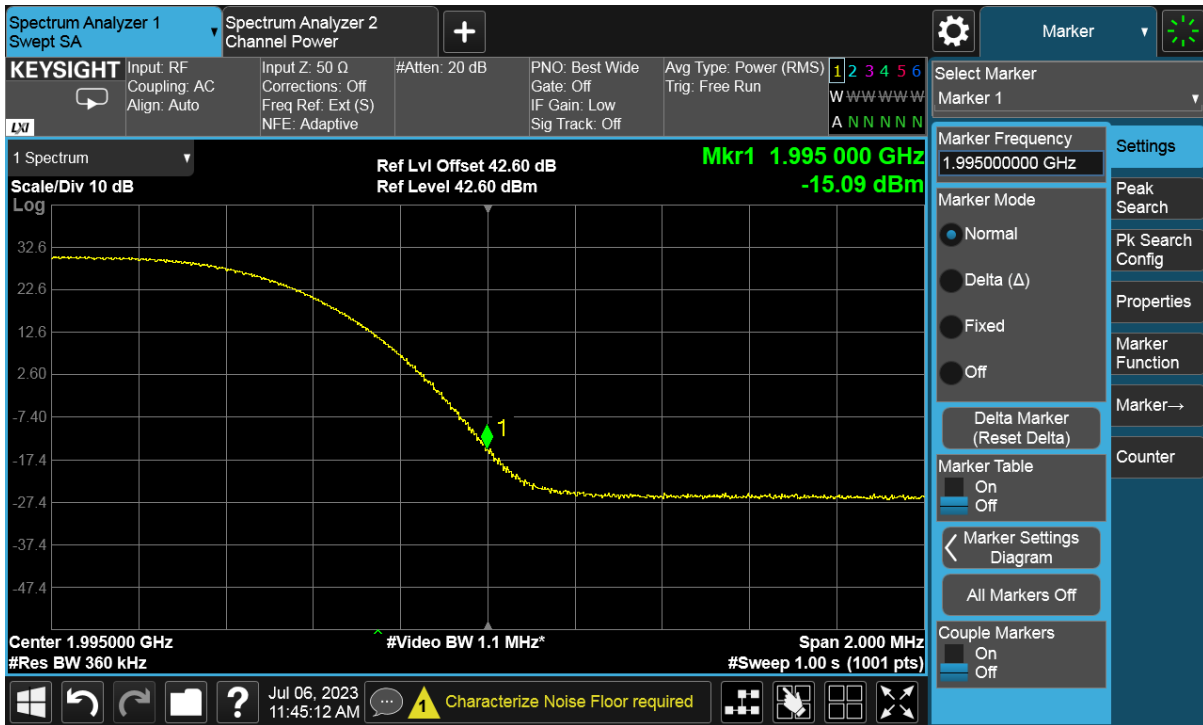 Spectrum Analyzer 1
Swept SA
Spectrum Analyzer 2
Channel Power
Marker
KEYSIGHT
LXI
Input: RF
Coupling: AC
Align: Auto
Input Z: 50 Ω
Corrections: Off
Freq Ref: Ext (S)
NFE: Adaptive
#Atten: 20 dB
PNO: Best Wide
Gate: Off
IF Gain: Low
Sig Track: Off
Avg Type: Power (RMS)
Trig: Free Run
1 2 3 4 5 6
W W W W W W
A N N N N N
1 Spectrum
Scale/Div 10 dB
Log
Ref Lvl Offset 42.60 dB
Ref Level 42.60 dBm
Mkr1 1.995 000 GHz
-15.09 dBm
32.6
22.6
12.6
2.60
-7.40
-17.4
-27.4
-37.4
-47.4
1
Center 1.995000 GHz
#Res BW 360 kHz
#Video BW 1.1 MHz*
Span 2.000 MHz
#Sweep 1.00 s (1001 pts)
Select Marker
Marker 1
Marker Frequency
1.995000000 GHz
Marker Mode
Normal
Delta (Δ)
Fixed
Off
Delta Marker
(Reset Delta)
Marker Table
On
Off
Marker Settings
Diagram
All Markers Off
Couple Markers
On
Off
Settings
Peak
Search
Pk Search
Config
Properties
Marker
Function
Marker→
Counter
?
Jul 06, 2023
11:45:12 AM
1
Characterize Noise Floor required